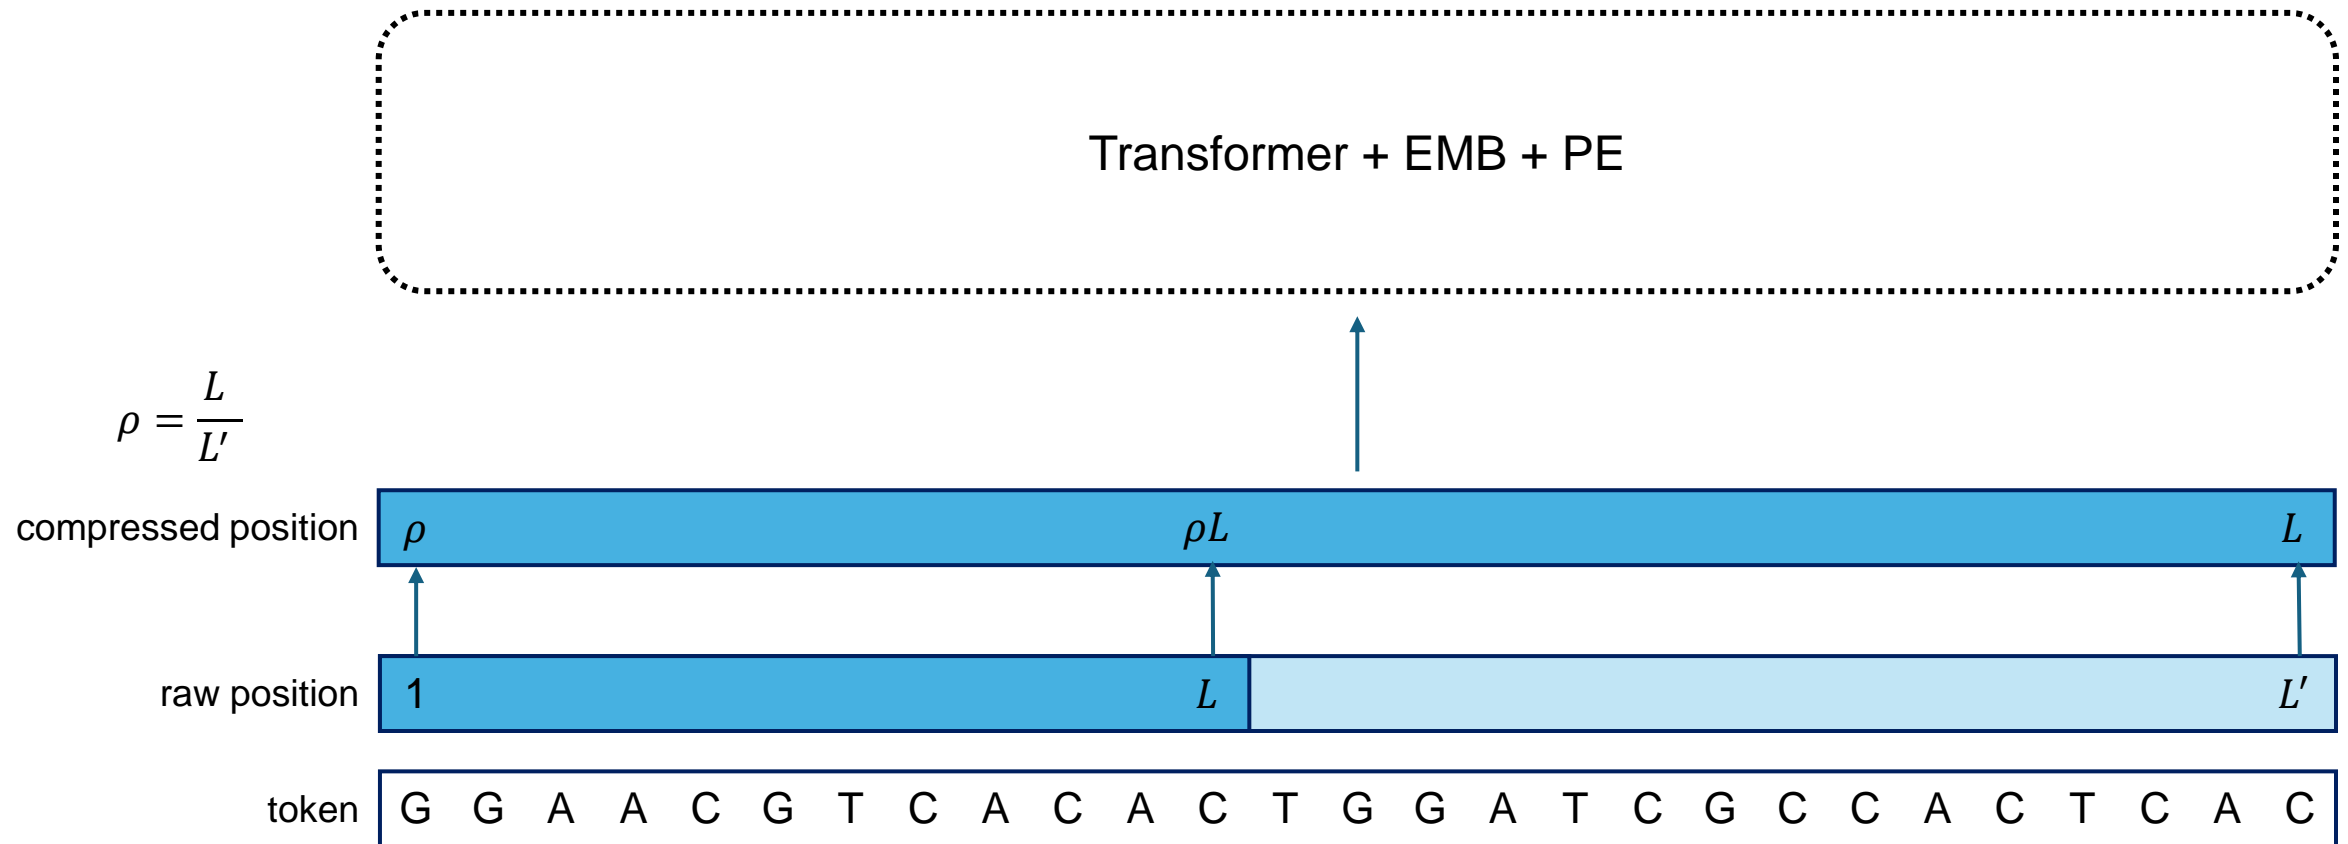 Transformer + EMB + PE
ρ = L / L′
compressed position ρ ρL L
raw position 1 L L′
token G G A A C G T C A C A C T G G A T C G C C A C T C A C